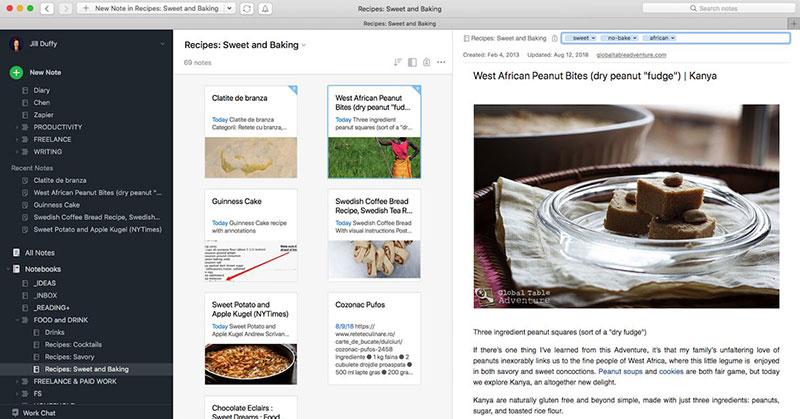 New Note in Recipes: Sweet and Baking
Recipes: Sweet and Baking
Search notes
Recipes: Sweet and Baking
Jill Duffy
New Note
Diary
Chen
Zapier
PRODUCTIVITY
FREELANCE
WRITING
Recent Notes
Clatite de branza
West African Peanut Bites (dry peanut "...
Guinness Cake
Swedish Coffee Bread Recipe, Swedish...
Sweet Potato and Apple Kugel (NYTimes)
All Notes
Notebooks
_IDEAS
_INBOX
_READING+
FOOD and DRINK
Drinks
Recipes: Cocktails
Recipes: Savory
Recipes: Sweet and Baking
FREELANCE & PAID WORK
FS
Work Chat
Recipes: Sweet and Baking
69 notes
Clatite de branza
Today Clatite de branza
Categorii: Retete cu branza,...
West African Peanut
Bites (dry peanut "fud...
Today Three ingredient
peanut squares (sort of a "dr...
Guinness Cake
Today Guinness Cake recipe
with annotations
Swedish Coffee Bread
Recipe, Swedish Tea R...
Today Swedish Coffee Bread
With visual instructions Post...
Sweet Potato and
Apple Kugel (NYTimes)
Today Sweet Potato and
Apple Kugel Andrew Scrivan...
Cozonac Pufos
8/9/18 https://
www.reteculinare.ro/
carte_de_bucate/dulciuri/
cozonac-pufos-2458
Ingrediente ● 1 kg faina ● 2
cubulete drojdie proaspata ●
500 ml lapte gras ● 200 gra...
Chocolate Eclairs :
Sweet Dreams : Food...
Recipes: Sweet and Baking
sweet
no-bake
african
Created: Feb 4, 2013 Updated: Aug 12, 2018 globaltableadventure.com
West African Peanut Bites (dry peanut "fudge") | Kanya
Global Table
Adventure
Three ingredient peanut squares (sort of a "dry fudge")
If there's one thing I've learned from this Adventure, it's that my family's unfaltering love of
peanuts inexorably links us to the fine people of West Africa, where this little legume is enjoyed
in both savory and sweet concoctions. Peanut soups and cookies are both fair game, but today
we explore Kanya, an altogether new delight.
Kanya are naturally gluten free and beyond simple, made with just three ingredients: peanuts,
sugar, and toasted rice flour.